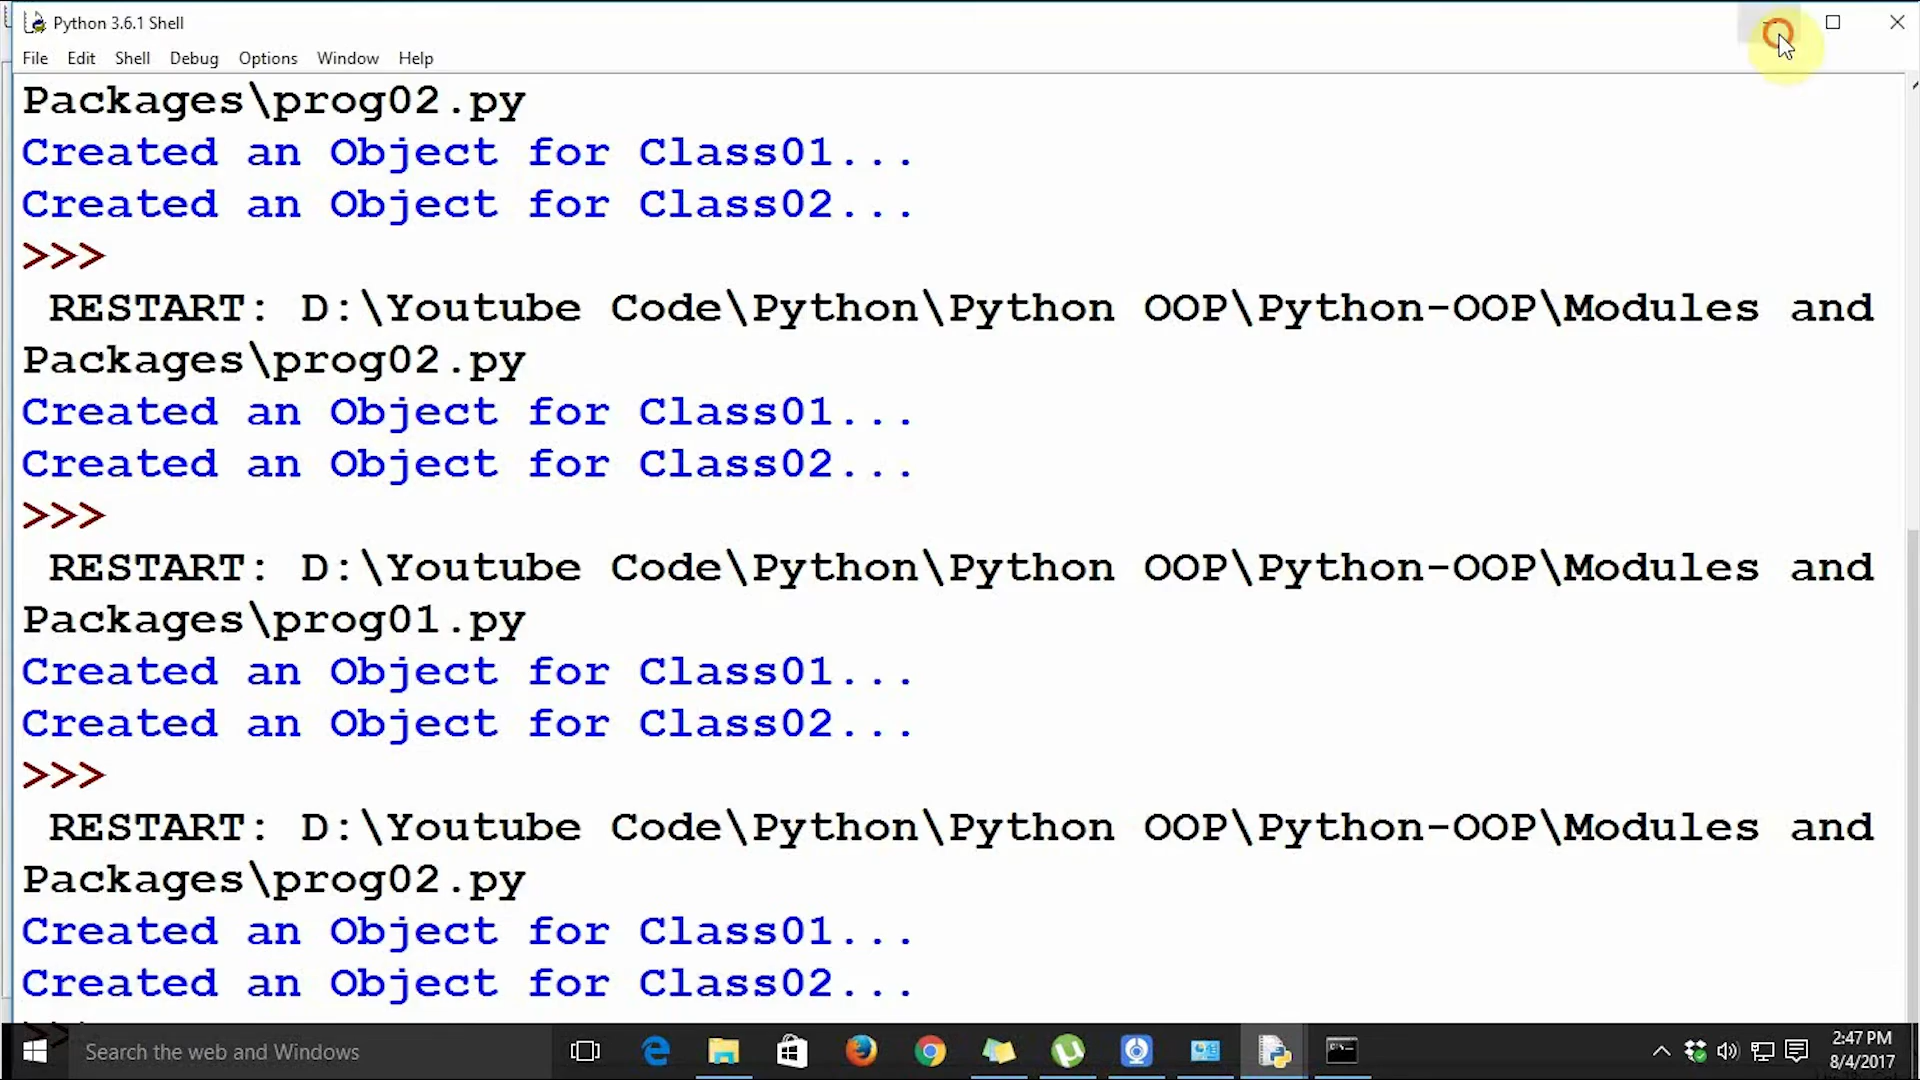 Python 3.6.1 Shell
File Edit Shell Debug Options Window Help
Packages\prog02.py
Created an Object for Class01...
Created an Object for Class02...
>>>
RESTART: D:\Youtube Code\Python\Python OOP\Python-OOP\Modules and
Packages\prog02.py
Created an Object for Class01...
Created an Object for Class02...
>>>
RESTART: D:\Youtube Code\Python\Python OOP\Python-OOP\Modules and
Packages\prog01.py
Created an Object for Class01...
Created an Object for Class02...
>>>
RESTART: D:\Youtube Code\Python\Python OOP\Python-OOP\Modules and
Packages\prog02.py
Created an Object for Class01...
Created an Object for Class02...
>>>
Search the web and Windows
2:47 PM
8/4/2017